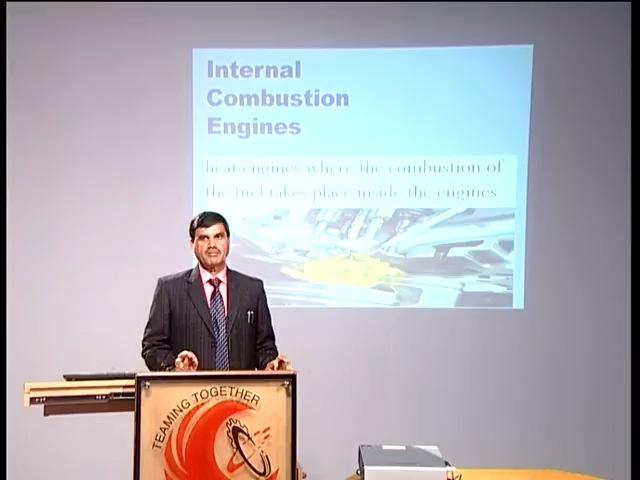 Internal
Combustion
Engines
heat engines where the combustion of
the fuel takes place inside the engines
TEAMING TOGETHER